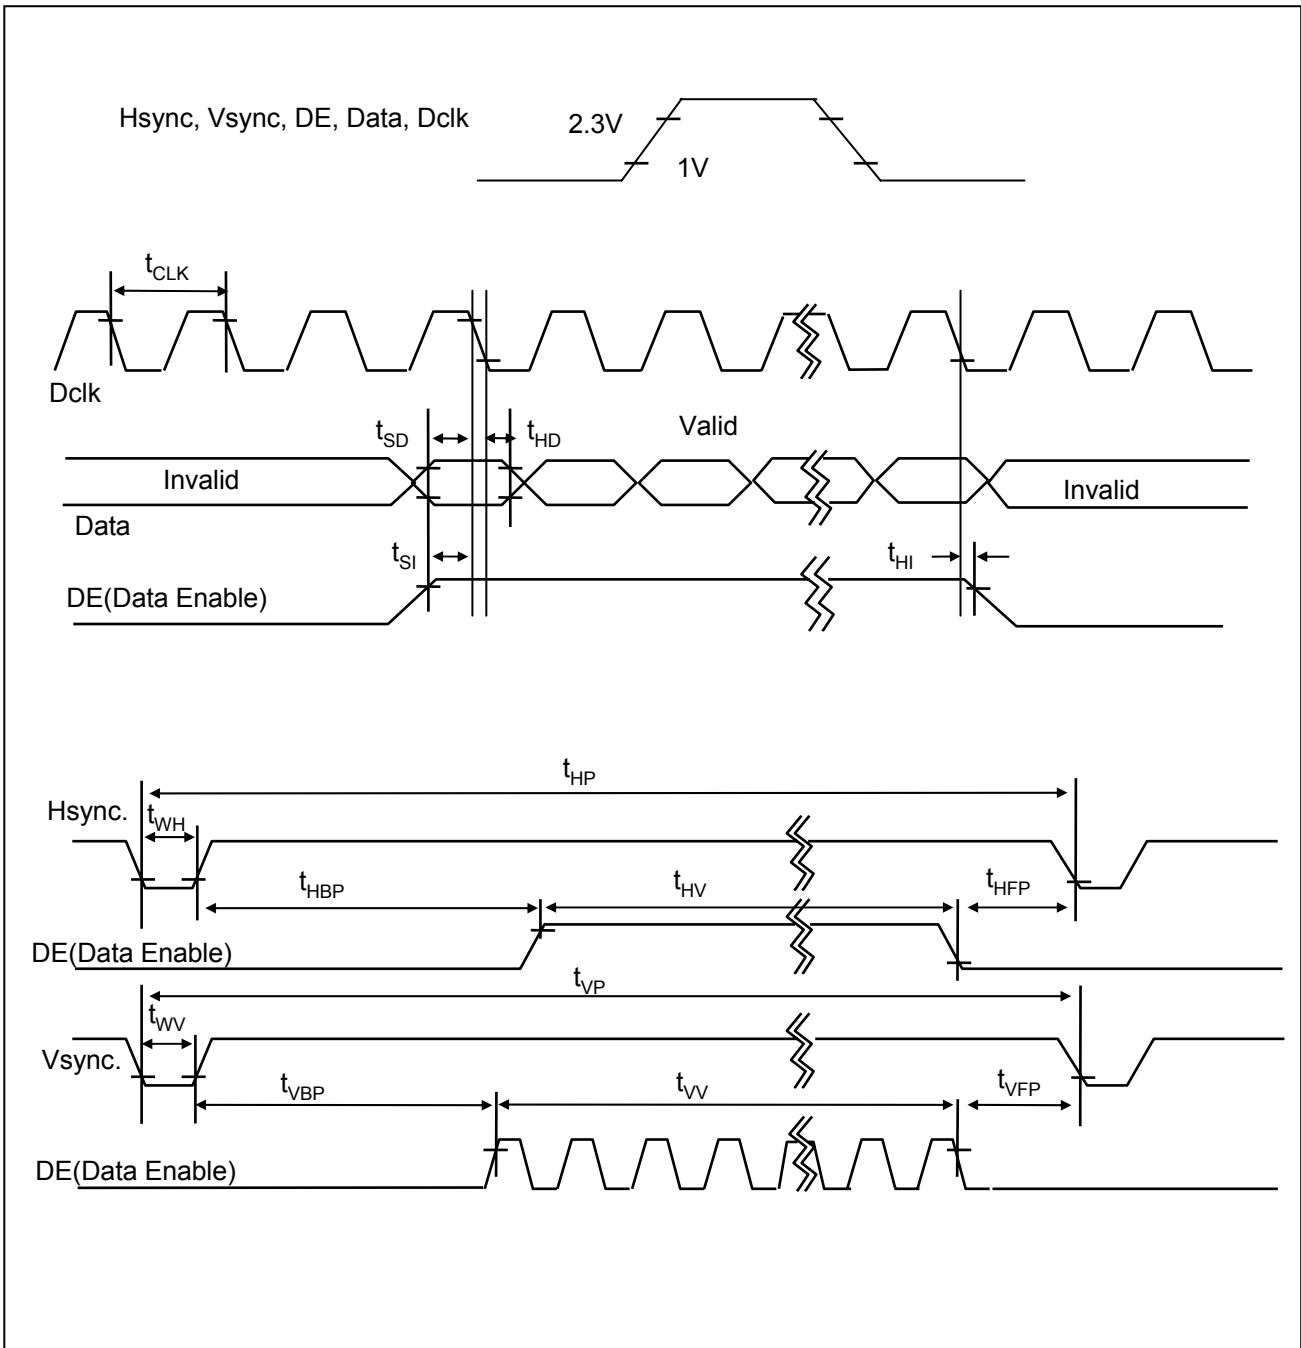 Hsync, Vsync, DE, Data, Dclk
2.3V
1V
tCLK
Dclk
tSD
tHD
Valid
Invalid
Invalid
Data
tSI
tHI
DE(Data Enable)
tHP
Hsync.
tWH
tHBP
tHV
tHFP
DE(Data Enable)
tVP
tWV
Vsync.
tVBP
tVV
tVFP
DE(Data Enable)